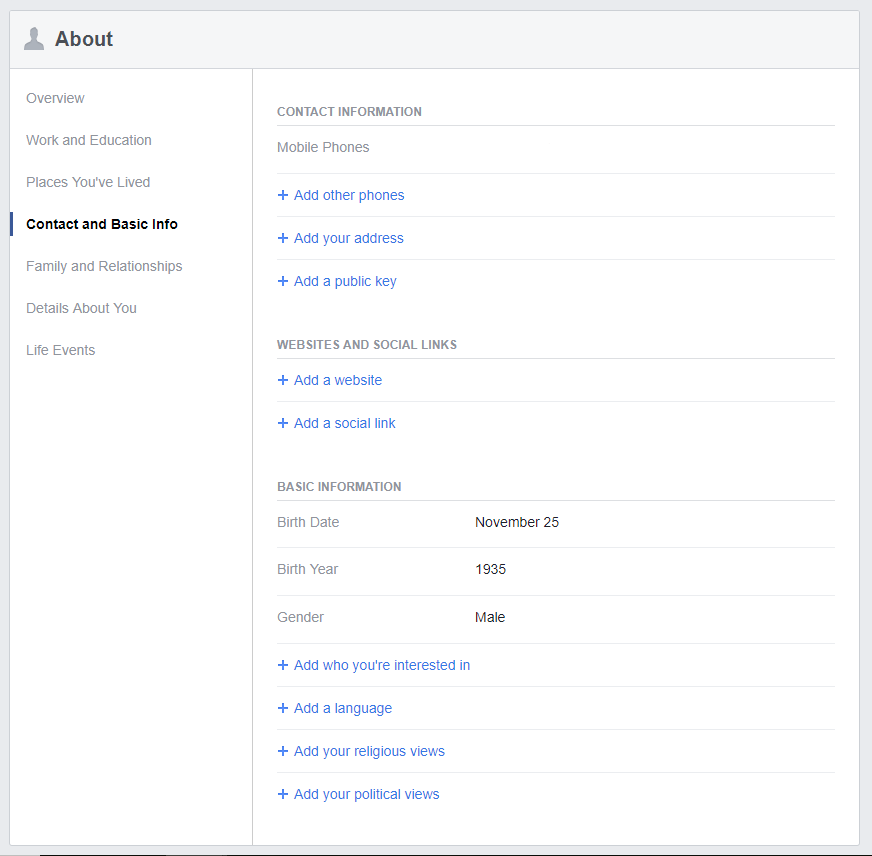 About
Overview
Work and Education
Places You've Lived
Contact and Basic Info
Family and Relationships
Details About You
Life Events
CONTACT INFORMATION
Mobile Phones
+ Add other phones
+ Add your address
+ Add a public key
WEBSITES AND SOCIAL LINKS
+ Add a website
+ Add a social link
BASIC INFORMATION
Birth Date November 25
Birth Year 1935
Gender Male
+ Add who you're interested in
+ Add a language
+ Add your religious views
+ Add your political views